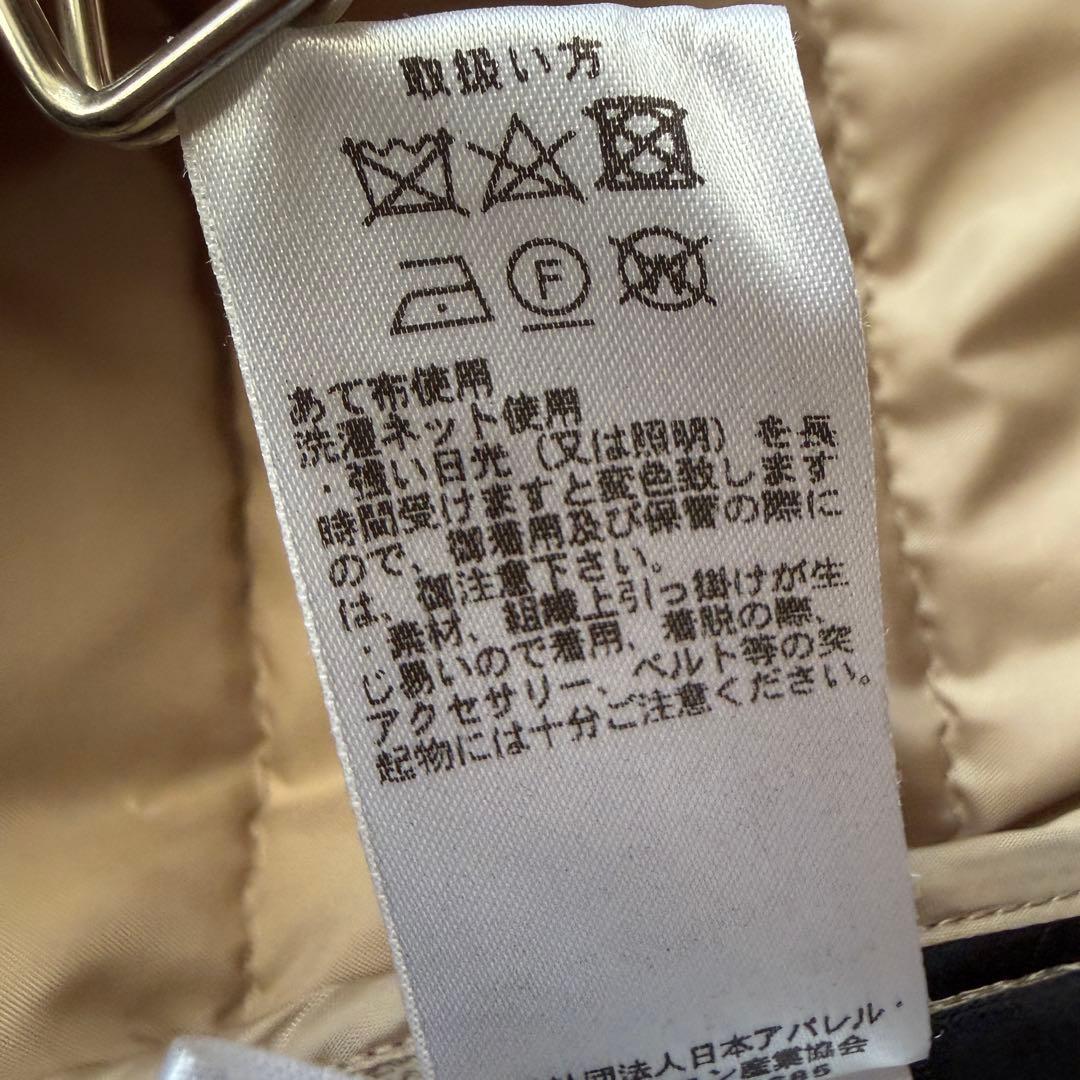 取扱い方
F
W
あて布使用
洗濯ネット使用
・強い日光（又は照明）を長
時間受けますと変色致します
ので、御着用及び保管の際に
は、御注意下さい。
・素材、組織上引っ掛けが生
じ易いので着用、着脱の際、
アクセサリー、ベルト等の突
起物には十分ご注意ください。
団法人日本アパレル・
ン産業協会
685